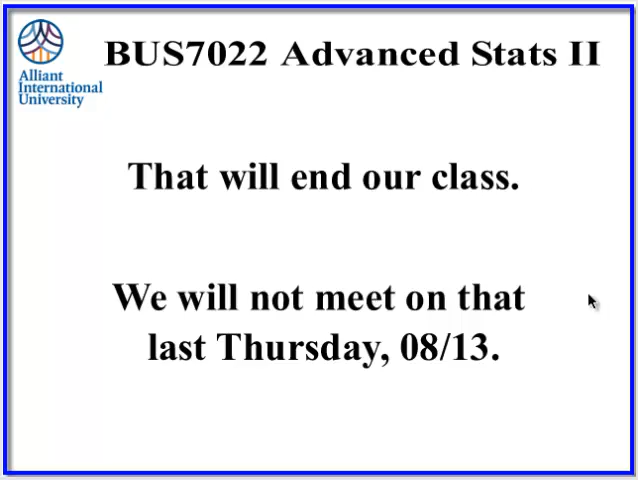 BUS7022 Advanced Stats II
Alliant
International
University
That will end our class.
We will not meet on that
last Thursday, 08/13.